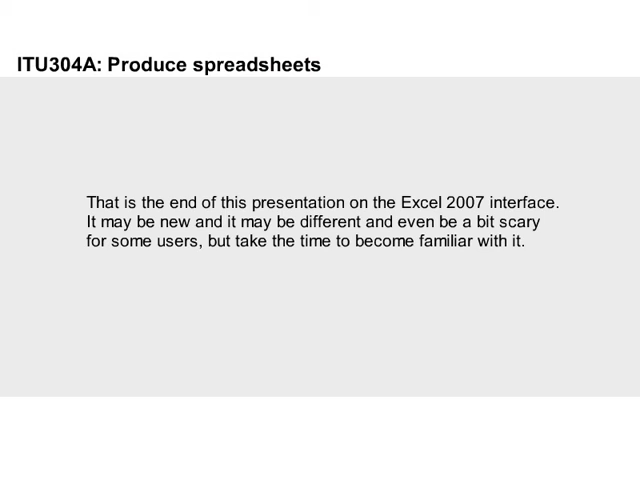 ITU304A: Produce spreadsheets
That is the end of this presentation on the Excel 2007 interface.
It may be new and it may be different and even be a bit scary
for some users, but take the time to become familiar with it.